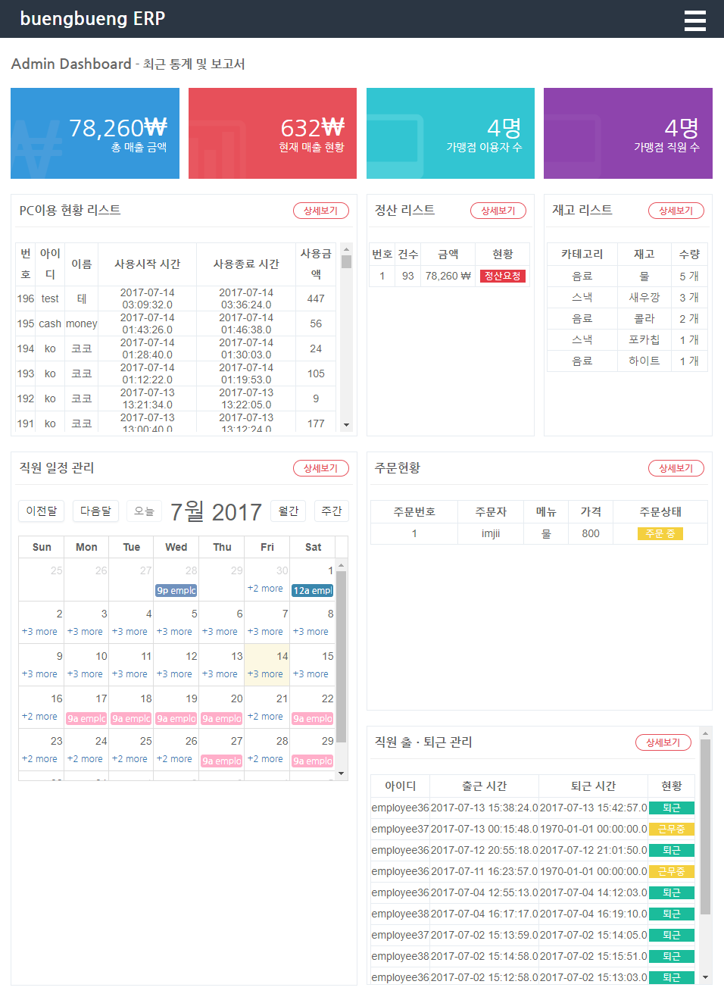 buengbueng ERP
Admin Dashboard - 최근 통계 및 보고서
78,260₩
총 매출 금액
632₩
현재 매출 현황
4명
가맹점 이용자 수
4명
가맹점 직원 수
PC이용 현황 리스트 상세보기
번호 아이디 이름 사용시작 시간 사용종료 시간 사용금액
196 test 테 2017-07-14 03:09:32.0 2017-07-14 03:36:24.0 447
195 cash money 2017-07-14 01:43:26.0 2017-07-14 01:46:38.0 56
194 ko 코코 2017-07-14 01:28:40.0 2017-07-14 01:30:03.0 24
193 ko 코코 2017-07-14 01:12:22.0 2017-07-14 01:19:53.0 105
192 ko 코코 2017-07-13 13:21:34.0 2017-07-13 13:22:05.0 9
191 ko 코코 2017-07-13 13:00:40.0 2017-07-13 13:12:24.0 177
정산 리스트 상세보기
번호 건수 금액 현황
1 93 78,260 ₩ 정산요청
재고 리스트 상세보기
카테고리 재고 수량
음료 물 5 개
스낵 새우깡 3 개
음료 콜라 2 개
스낵 포카칩 1 개
음료 하이트 1 개
직원 일정 관리 상세보기
이전달 다음달 오늘 7월 2017 월간 주간
Sun Mon Tue Wed Thu Fri Sat
25 26 27 28 29 30 1
9p emplc +2 more 12a empl
2 3 4 5 6 7 8
+3 more +3 more +3 more +3 more +3 more +3 more +3 more
9 10 11 12 13 14 15
+3 more +3 more +3 more +3 more +3 more +3 more +3 more
16 17 18 19 20 21 22
+2 more 9a emplc 9a emplc 9a emplc 9a emplo +2 more 9a emplo
23 24 25 26 27 28 29
+2 more +2 more +2 more +2 more 9a emplo +2 more 9a emplo
주문현황 상세보기
주문번호 주문자 메뉴 가격 주문상태
1 imjii 물 800 주문 중
직원 출 · 퇴근 관리 상세보기
아이디 출근 시간 퇴근 시간 현황
employee36 2017-07-13 15:38:24.0 2017-07-13 15:42:57.0 퇴근
employee37 2017-07-13 00:15:48.0 1970-01-01 00:00:00.0 근무중
employee36 2017-07-12 20:55:18.0 2017-07-12 21:01:50.0 퇴근
employee36 2017-07-11 16:23:57.0 1970-01-01 00:00:00.0 근무중
employee36 2017-07-04 12:55:13.0 2017-07-04 14:12:03.0 퇴근
employee38 2017-07-04 16:17:17.0 2017-07-04 16:19:10.0 퇴근
employee37 2017-07-02 15:13:59.0 2017-07-02 15:14:05.0 퇴근
employee38 2017-07-02 15:14:58.0 2017-07-02 15:15:51.0 퇴근
employee36 2017-07-02 15:12:58.0 2017-07-02 15:13:03.0 퇴근